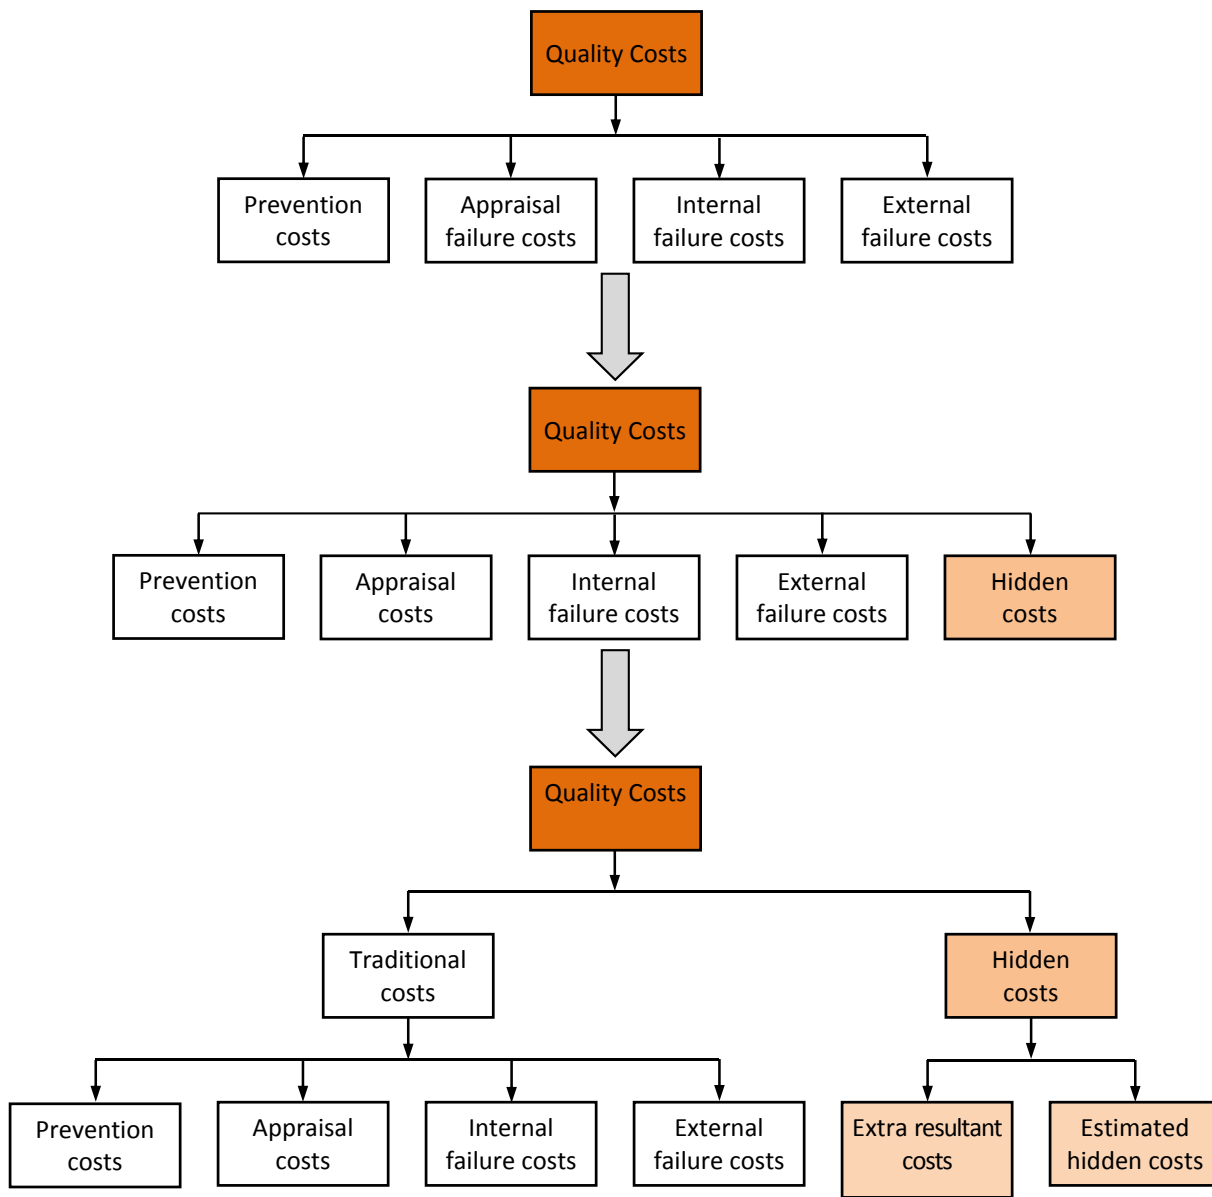 Quality Costs
Prevention
costs
Appraisal
failure costs
Internal
failure costs
External
failure costs
Quality Costs
Prevention
costs
Appraisal
costs
Internal
failure costs
External
failure costs
Hidden
costs
Quality Costs
Traditional
costs
Hidden
costs
Prevention
costs
Appraisal
costs
Internal
failure costs
External
failure costs
Extra resultant
costs
Estimated
hidden costs